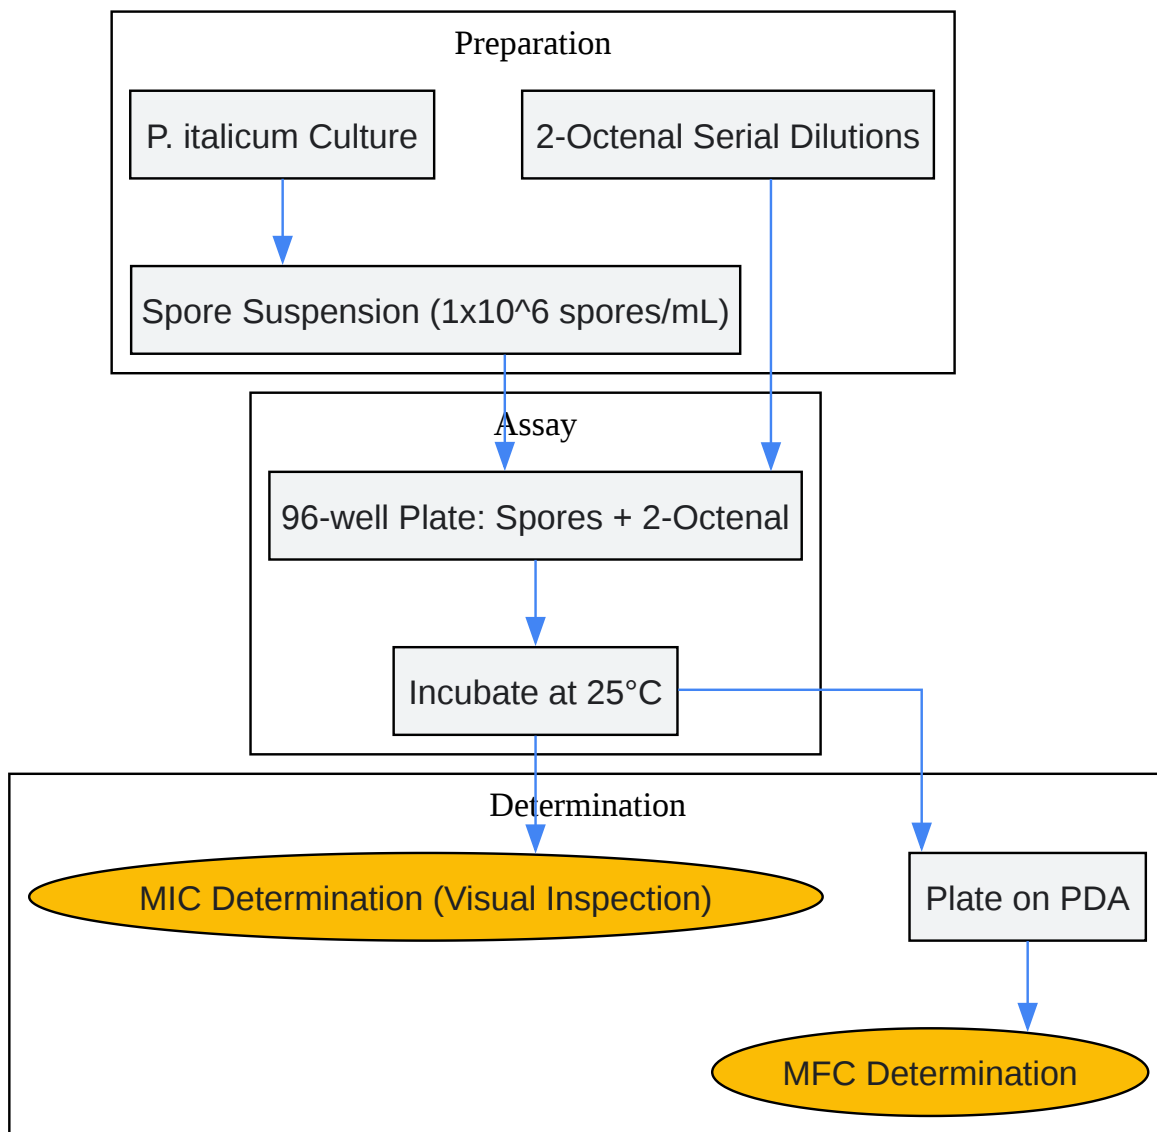 Preparation
P. italicum Culture
2-Octenal Serial Dilutions
Spore Suspension (1x10^6 spores/mL)
Assay
96-well Plate: Spores + 2-Octenal
Incubate at 25°C
Determination
MIC Determination (Visual Inspection)
Plate on PDA
MFC Determination